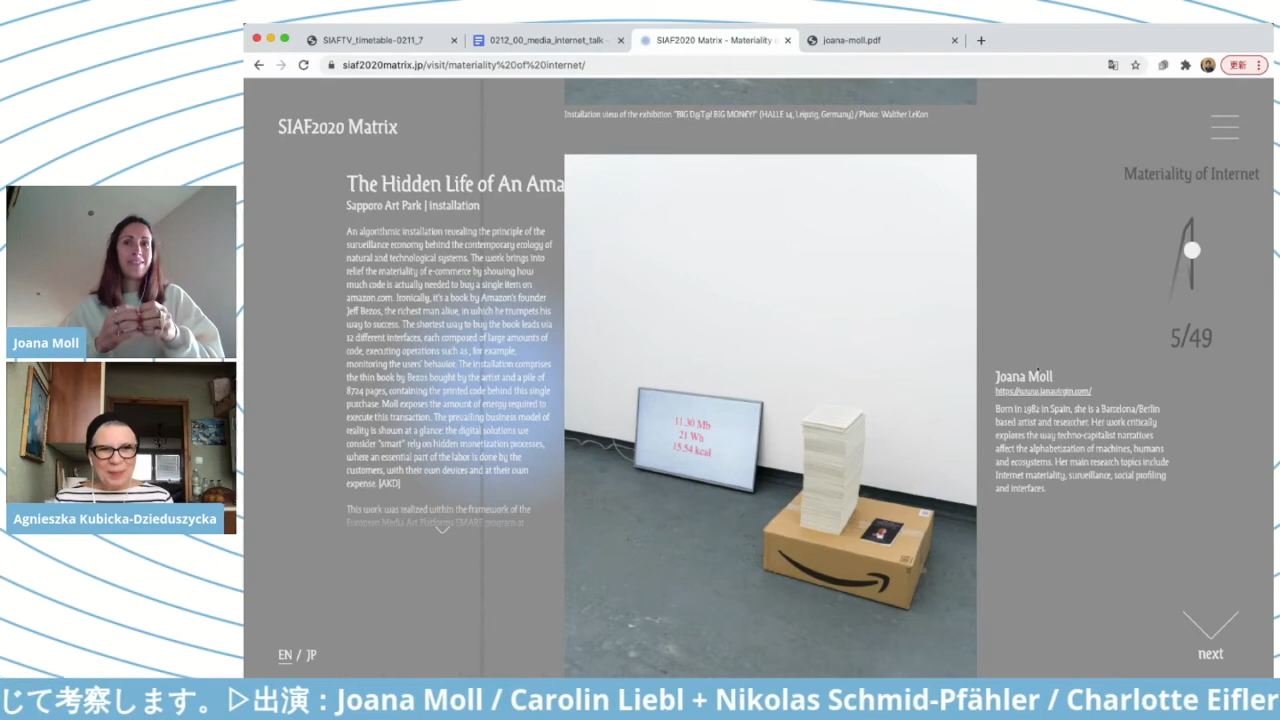 SIAFTV_timetable-0211_7
0212_00_media_internet_talk -
SIAF2020 Matrix - Materiality o
joana-moll.pdf
siaf2020matrix.jp/visit/materiality%20of%20internet/
更新
Installation view of the exhibition "BIG D@T@! BIG MON€Y!" (HALLE 14, Leipzig, Germany) / Photo: Walther LeKon
SIAF2020 Matrix
Materiality of Internet
The Hidden Life of An Ama
Sapporo Art Park | installation
An algorithmic installation revealing the principle of the
surveillance economy behind the contemporary ecology of
natural and technological systems. The work brings into
relief the materiality of e-commerce by showing how
much code is actually needed to buy a single item on
amazon.com. Ironically, it's a book by Amazon's founder
Jeff Bezos, the richest man alive, in which he trumpets his
way to success. The shortest way to buy the book leads via
12 different interfaces, each composed of large amounts of
code, executing operations such as , for example,
monitoring the users' behavior. The installation comprises
the thin book by Bezos bought by the artist and a pile of
8724 pages, containing the printed code behind this single
purchase. Moll exposes the amount of energy required to
execute this transaction. The prevailing business model of
reality is shown at a glance: the digital solutions we
consider "smart" rely on hidden monetization processes,
where an essential part of the labor is done by the
customers, with their own devices and at their own
expense. [AKD]
This work was realized within the framework of the
European Media Art Platforms EMARE program at
11.30 Mb
21 Wh
15.54 kcal
5/49
Joana Moll
https://www.janavirgin.com/
Born in 1982 in Spain, she is a Barcelona/Berlin
based artist and researcher. Her work critically
explores the way techno-capitalist narratives
affect the alphabetization of machines, humans
and ecosystems. Her main research topics include
Internet materiality, surveillance, social profiling
and interfaces.
Joana Moll
Agnieszka Kubicka-Dzieduszycka
EN / JP
next
じて考察します。▷出演：Joana Moll / Carolin Liebl + Nikolas Schmid-Pfähler / Charlotte Eifler